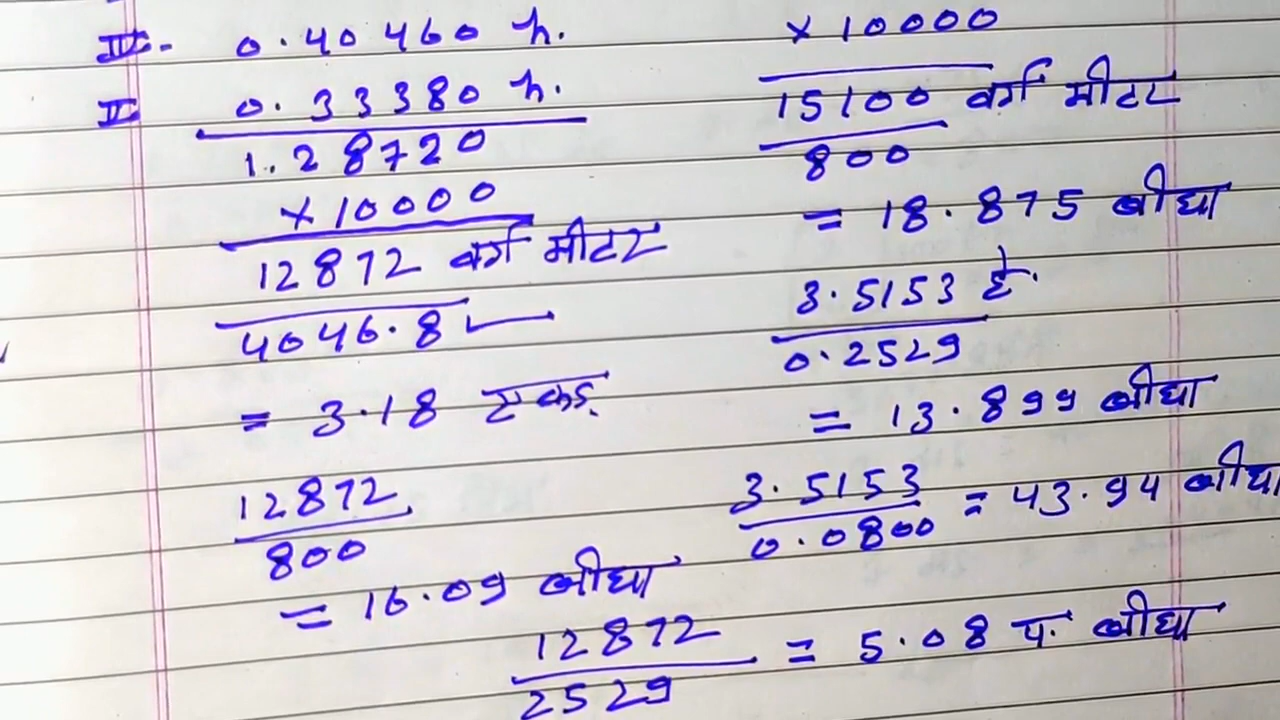 III- 0.40460 h.
II 0.33380 h.
1.28720
×10000
12872 वर्ग मीटर
4046.8
= 3.18 एकड़
12872
800
= 16.09 बीघा
12872 = 5.08 प. बीघा
2529
×10000
15100 वर्ग मीटर
800
= 18.875 बीघा
3.5153 हे.
0.2529
= 13.899 बीघा
3.5153 = 43.94 बीघा
0.0800